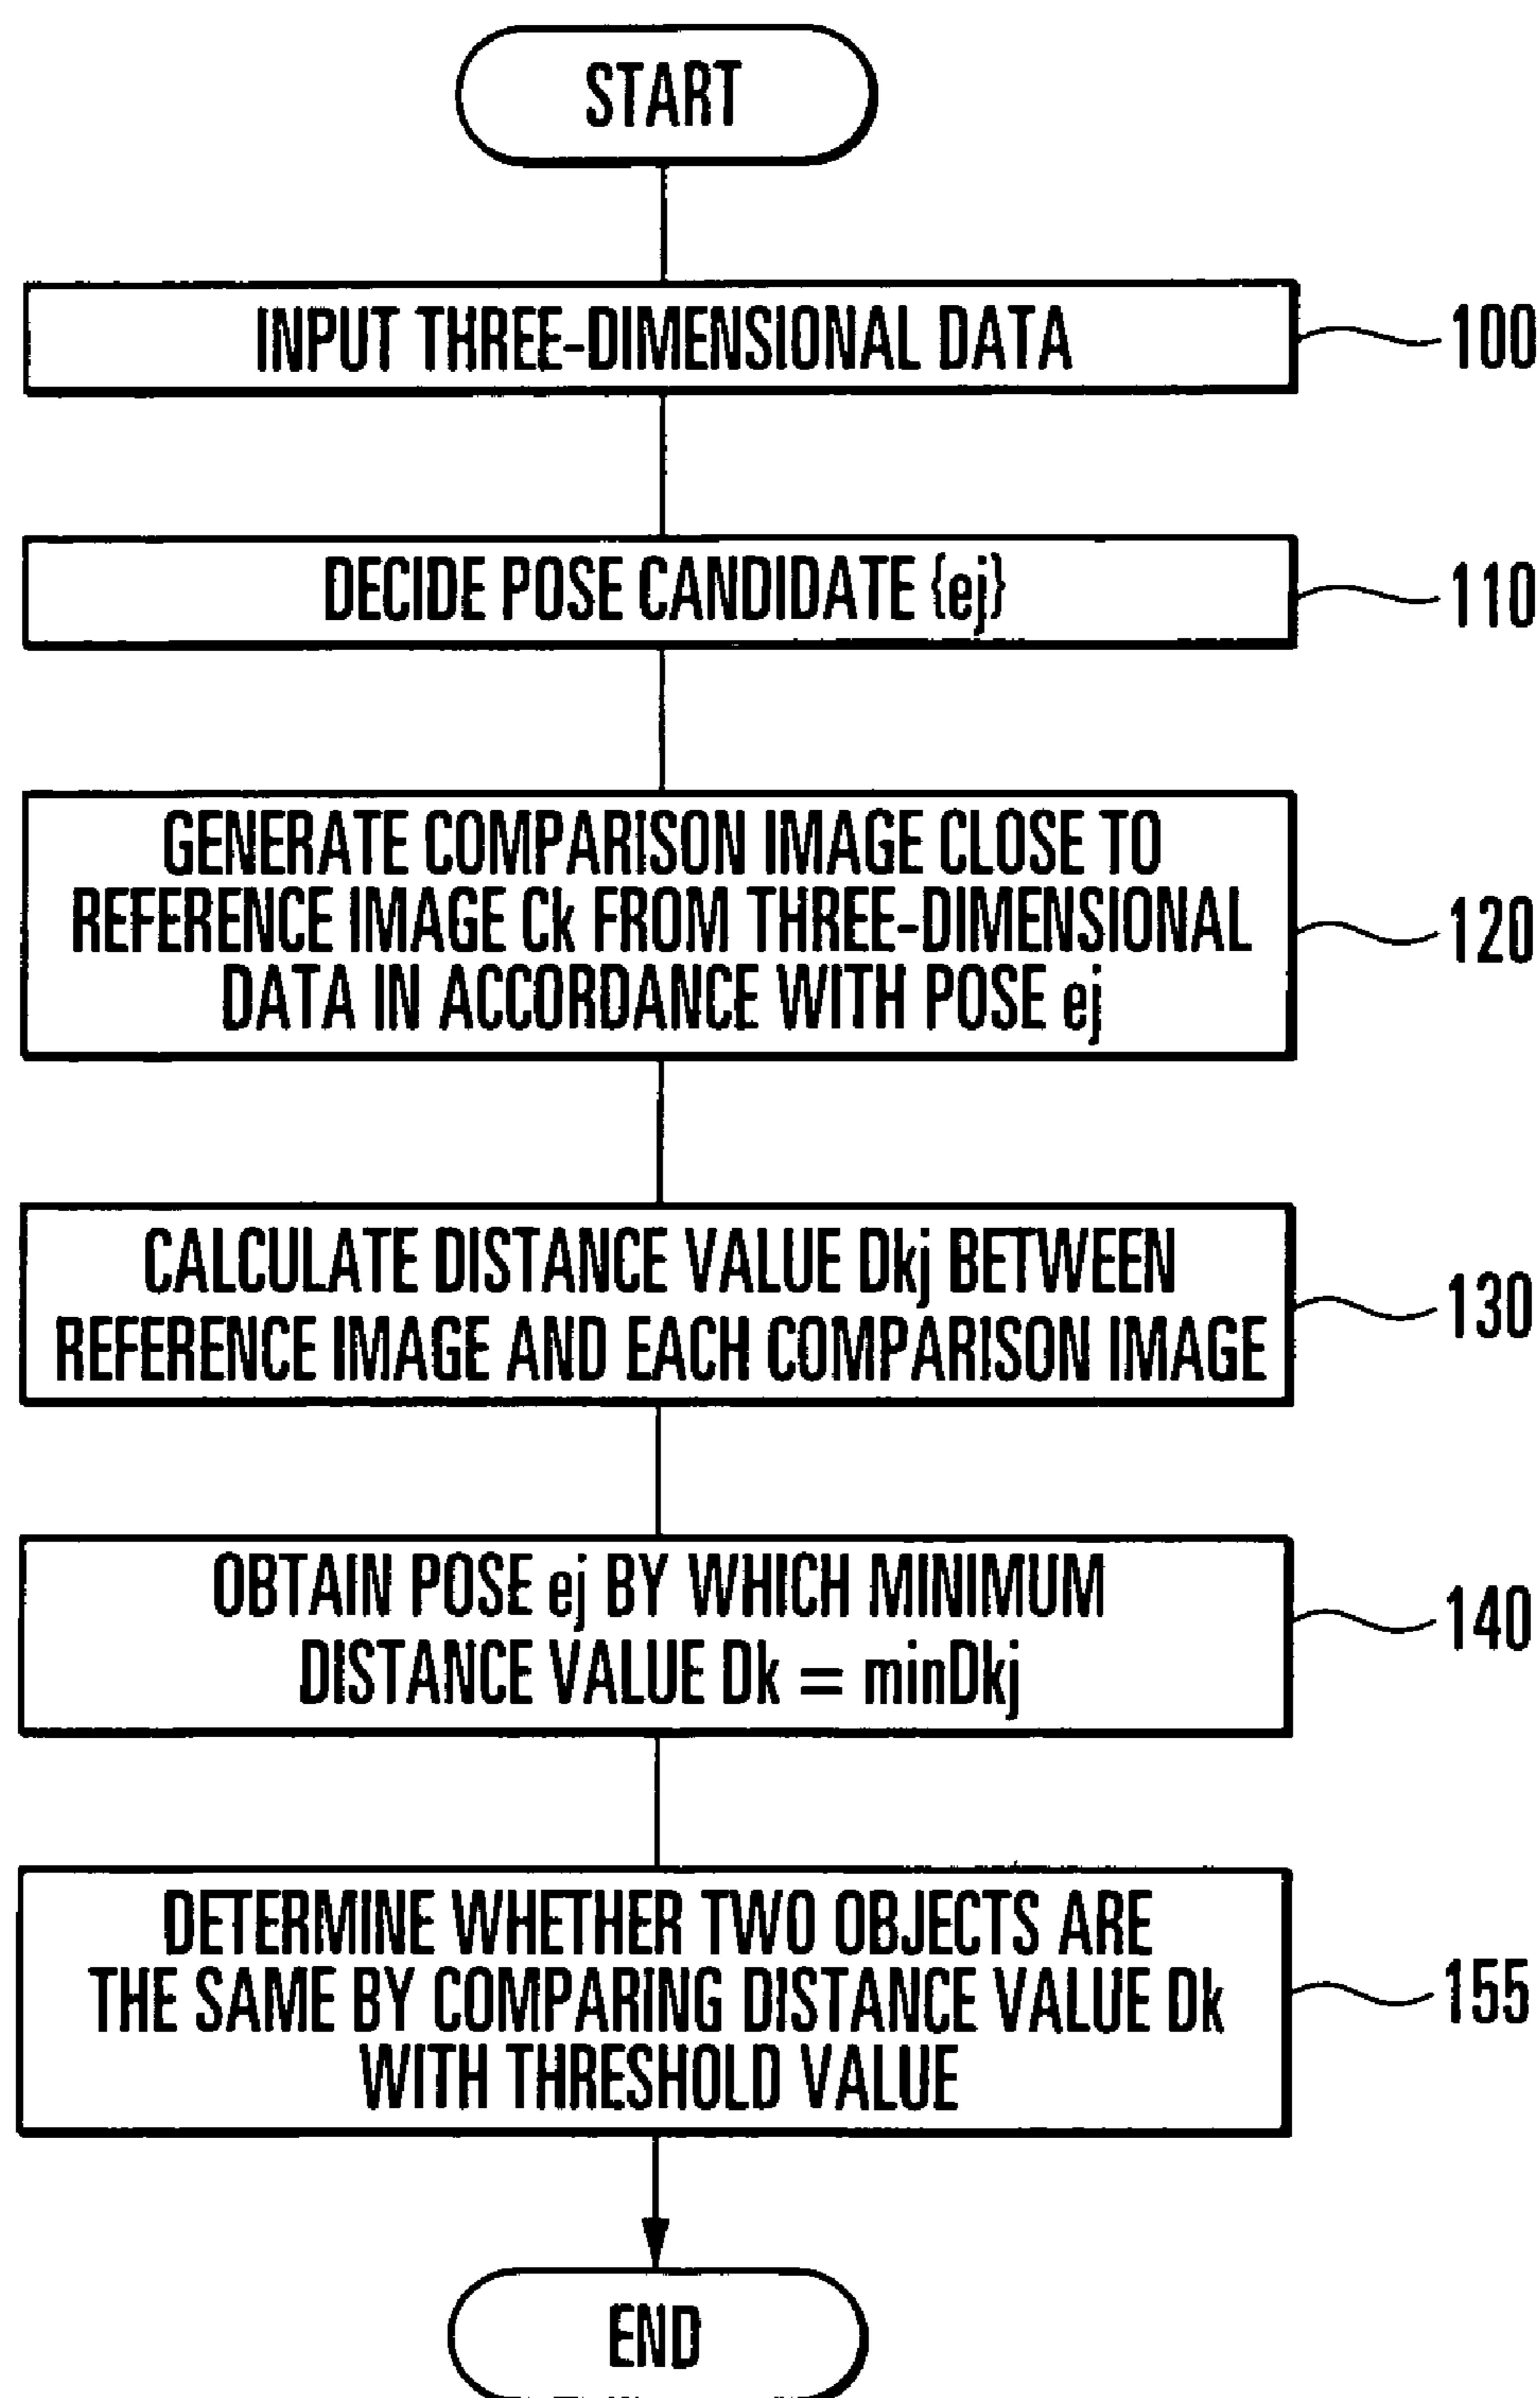 START
INPUT THREE-DIMENSIONAL DATA
100
DECIDE POSE CANDIDATE {ej}
110
GENERATE COMPARISON IMAGE CLOSE TO
REFERENCE IMAGE Ck FROM THREE-DIMENSIONAL
DATA IN ACCORDANCE WITH POSE ej
120
CALCULATE DISTANCE VALUE Dkj BETWEEN
REFERENCE IMAGE AND EACH COMPARISON IMAGE
130
OBTAIN POSE ej BY WHICH MINIMUM
DISTANCE VALUE Dk = minDkj
140
DETERMINE WHETHER TWO OBJECTS ARE
THE SAME BY COMPARING DISTANCE VALUE Dk
WITH THRESHOLD VALUE
155
END